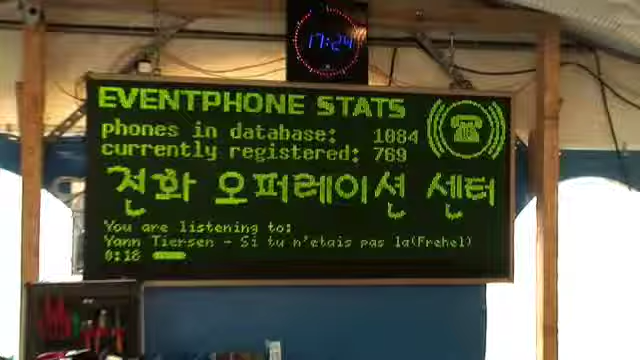 17:24
EVENTPHONE STATS
phones in database: 1084
currently registered: 769
전화 오퍼레이션 센터
You are listening to:
Yann Tiersen - Si tu n'etais pas la(Frehel)
0:18